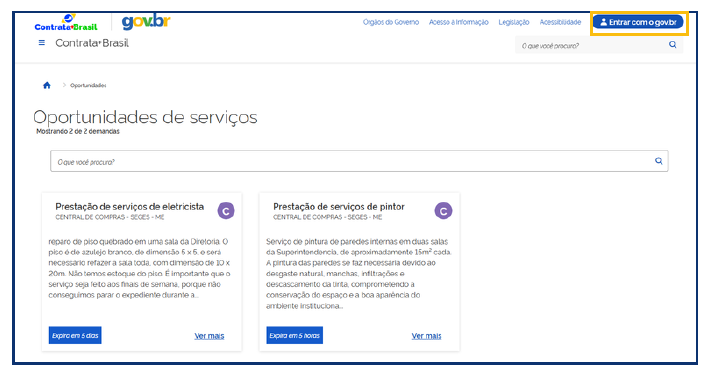 Contrata+Brasil
gov.br
Órgãos do Governo Acesso à Informação Legislação Acessibilidade Entrar com o gov.br
Contrata+Brasil
O que você procura?
Oportunidades
Oportunidades de serviços
Mostrando 2 de 2 demandas
O que você procura?
Prestação de serviços de eletricista
CENTRAL DE COMPRAS - SEGES - ME
C
reparo de piso quebrado em uma sala da Diretoria. O
piso é de azulejo branco, de dimensão 5 x 5, e será
necessário refazer a sala toda, com dimensão de 10 x
20m. Não temos estoque do piso. É importante que o
serviço seja feito aos finais de semana, porque não
conseguimos parar o expediente durante a...
Expira em 5 dias
Ver mais
Prestação de serviços de pintor
CENTRAL DE COMPRAS - SEGES - ME
C
Serviço de pintura de paredes internas em duas salas
da Superintendencia, de aproximadamente 15m² cada.
A pintura das paredes se faz necessaria devido ao
desgaste natural, manchas, infiltrações e
descascamento da tinta, comprometendo a
conservação do espaço e a boa aparência do
ambiente instituciona...
Expira em 5 horas
Ver mais